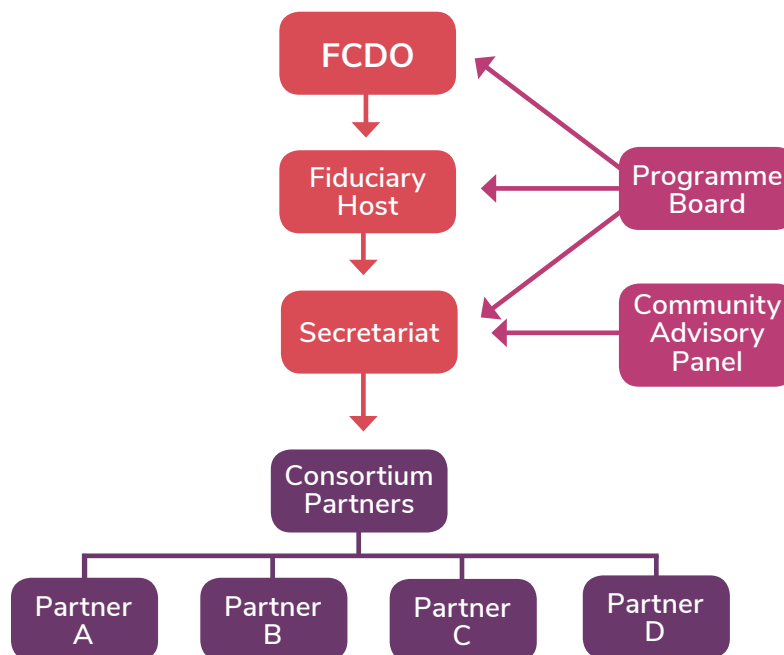 FCDO
Fiduciary
Host
Programme
Board
Secretariat
Community
Advisory
Panel
Consortium
Partners
Partner
A
Partner
B
Partner
C
Partner
D